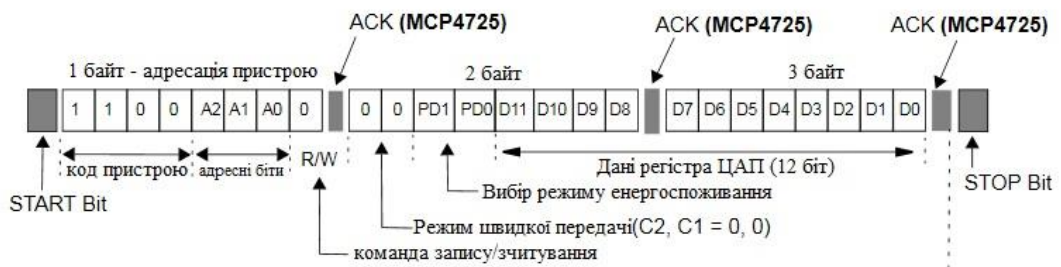 ACK (MCP4725) ACK (MCP4725) ACK (MCP4725)
1 байт - адресація пристрою 2 байт 3 байт
1 1 0 0 A2 A1 A0 0 0 0 PD1 PD0 D11 D10 D9 D8 D7 D6 D5 D4 D3 D2 D1 D0
код пристрою адресні біти R/W Дані регістра ЦАП (12 біт)
START Bit Вибір режиму енергоспоживання STOP Bit
Режим швидкої передачі(C2, C1 = 0, 0)
команда запису/зчитування